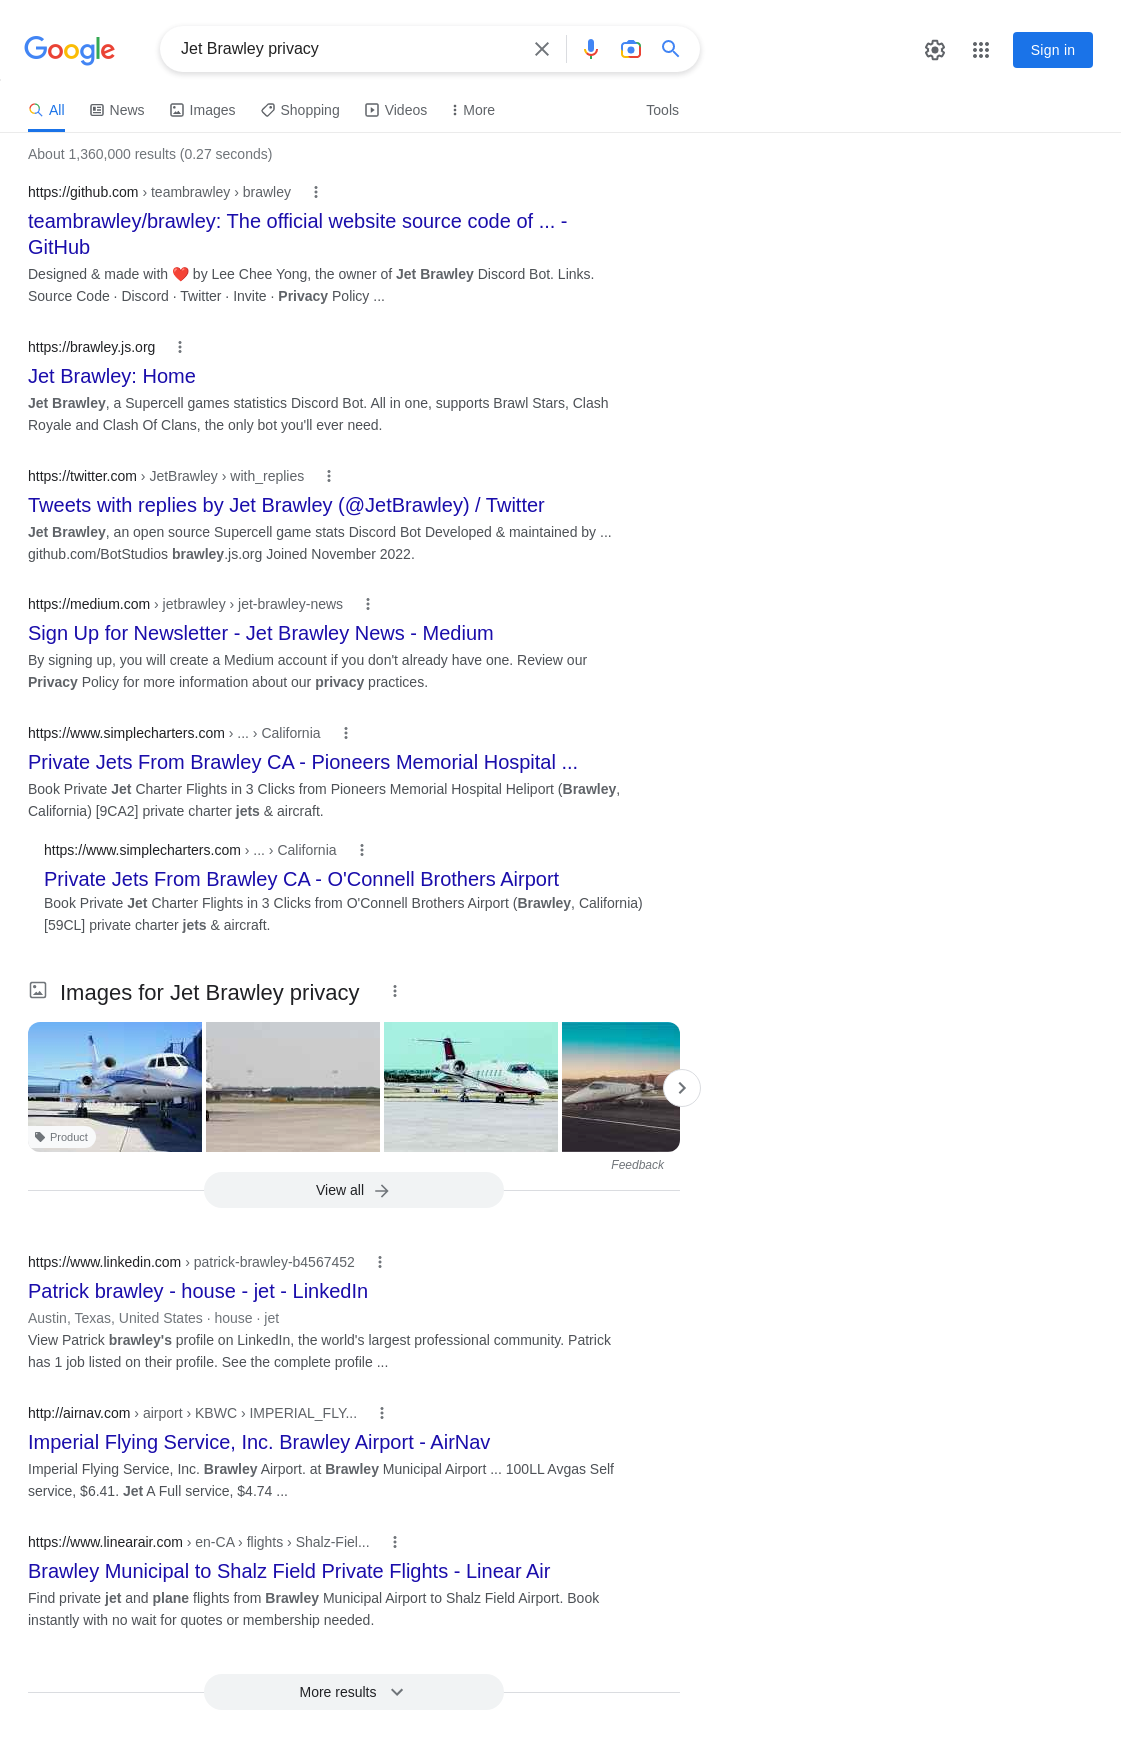 Google
Jet Brawley privacy
Sign in
All
News
Images
Shopping
Videos
More
Tools
About 1,360,000 results (0.27 seconds)
https://github.com › teambrawley › brawley
teambrawley/brawley: The official website source code of ... -
GitHub
Designed & made with ❤️ by Lee Chee Yong, the owner of Jet Brawley Discord Bot. Links.
Source Code · Discord · Twitter · Invite · Privacy Policy ...
https://brawley.js.org
Jet Brawley: Home
Jet Brawley, a Supercell games statistics Discord Bot. All in one, supports Brawl Stars, Clash
Royale and Clash Of Clans, the only bot you'll ever need.
https://twitter.com › JetBrawley › with_replies
Tweets with replies by Jet Brawley (@JetBrawley) / Twitter
Jet Brawley, an open source Supercell game stats Discord Bot Developed & maintained by ...
github.com/BotStudios brawley.js.org Joined November 2022.
https://medium.com › jetbrawley › jet-brawley-news
Sign Up for Newsletter - Jet Brawley News - Medium
By signing up, you will create a Medium account if you don't already have one. Review our
Privacy Policy for more information about our privacy practices.
https://www.simplecharters.com › ... › California
Private Jets From Brawley CA - Pioneers Memorial Hospital ...
Book Private Jet Charter Flights in 3 Clicks from Pioneers Memorial Hospital Heliport (Brawley,
California) [9CA2] private charter jets & aircraft.
https://www.simplecharters.com › ... › California
Private Jets From Brawley CA - O'Connell Brothers Airport
Book Private Jet Charter Flights in 3 Clicks from O'Connell Brothers Airport (Brawley, California)
[59CL] private charter jets & aircraft.
Images for Jet Brawley privacy
Product
Feedback
View all
https://www.linkedin.com › patrick-brawley-b4567452
Patrick brawley - house - jet - LinkedIn
Austin, Texas, United States · house · jet
View Patrick brawley's profile on LinkedIn, the world's largest professional community. Patrick
has 1 job listed on their profile. See the complete profile ...
http://airnav.com › airport › KBWC › IMPERIAL_FLY...
Imperial Flying Service, Inc. Brawley Airport - AirNav
Imperial Flying Service, Inc. Brawley Airport. at Brawley Municipal Airport ... 100LL Avgas Self
service, $6.41. Jet A Full service, $4.74 ...
https://www.linearair.com › en-CA › flights › Shalz-Fiel...
Brawley Municipal to Shalz Field Private Flights - Linear Air
Find private jet and plane flights from Brawley Municipal Airport to Shalz Field Airport. Book
instantly with no wait for quotes or membership needed.
More results